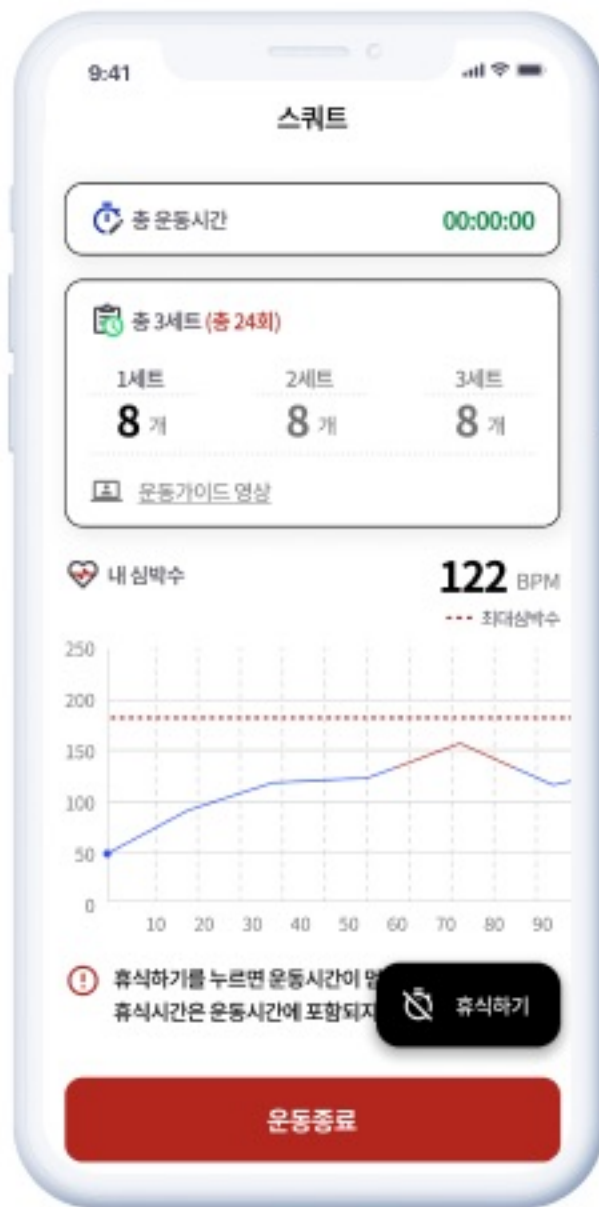 9:41
스쿼트
총 운동시간 00:00:00
총 3세트 (총 24회)
1세트 2세트 3세트
8 개 8 개 8 개
운동가이드 영상
내 심박수 122 BPM
최대심박수
250
200
150
100
50
0
10 20 30 40 50 60 70 80 90
휴식하기를 누르면 운동시간이
휴식시간은 운동시간에 포함되지
휴식하기
운동종료